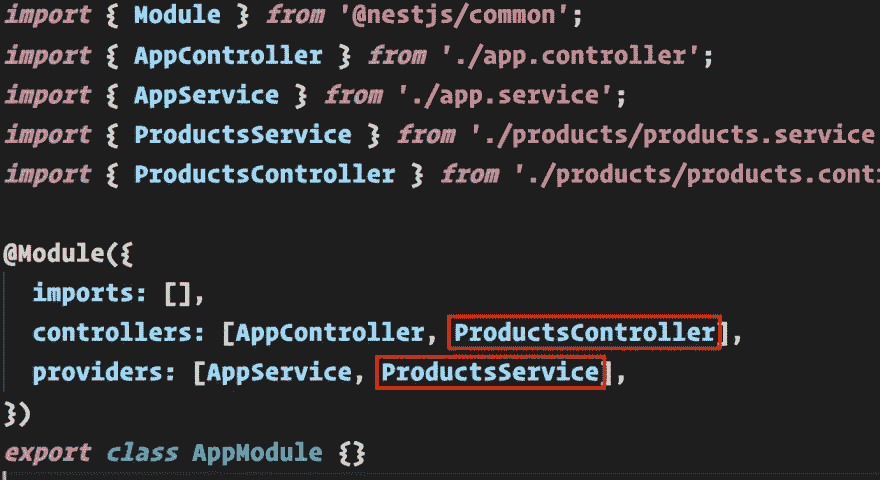 import { Module } from '@nestjs/common';
import { AppController } from './app.controller';
import { AppService } from './app.service';
import { ProductsService } from './products/products.service
import { ProductsController } from './products/products.cont
@Module({
imports: [],
controllers: [AppController, ProductsController],
providers: [AppService, ProductsService],
})
export class AppModule {}